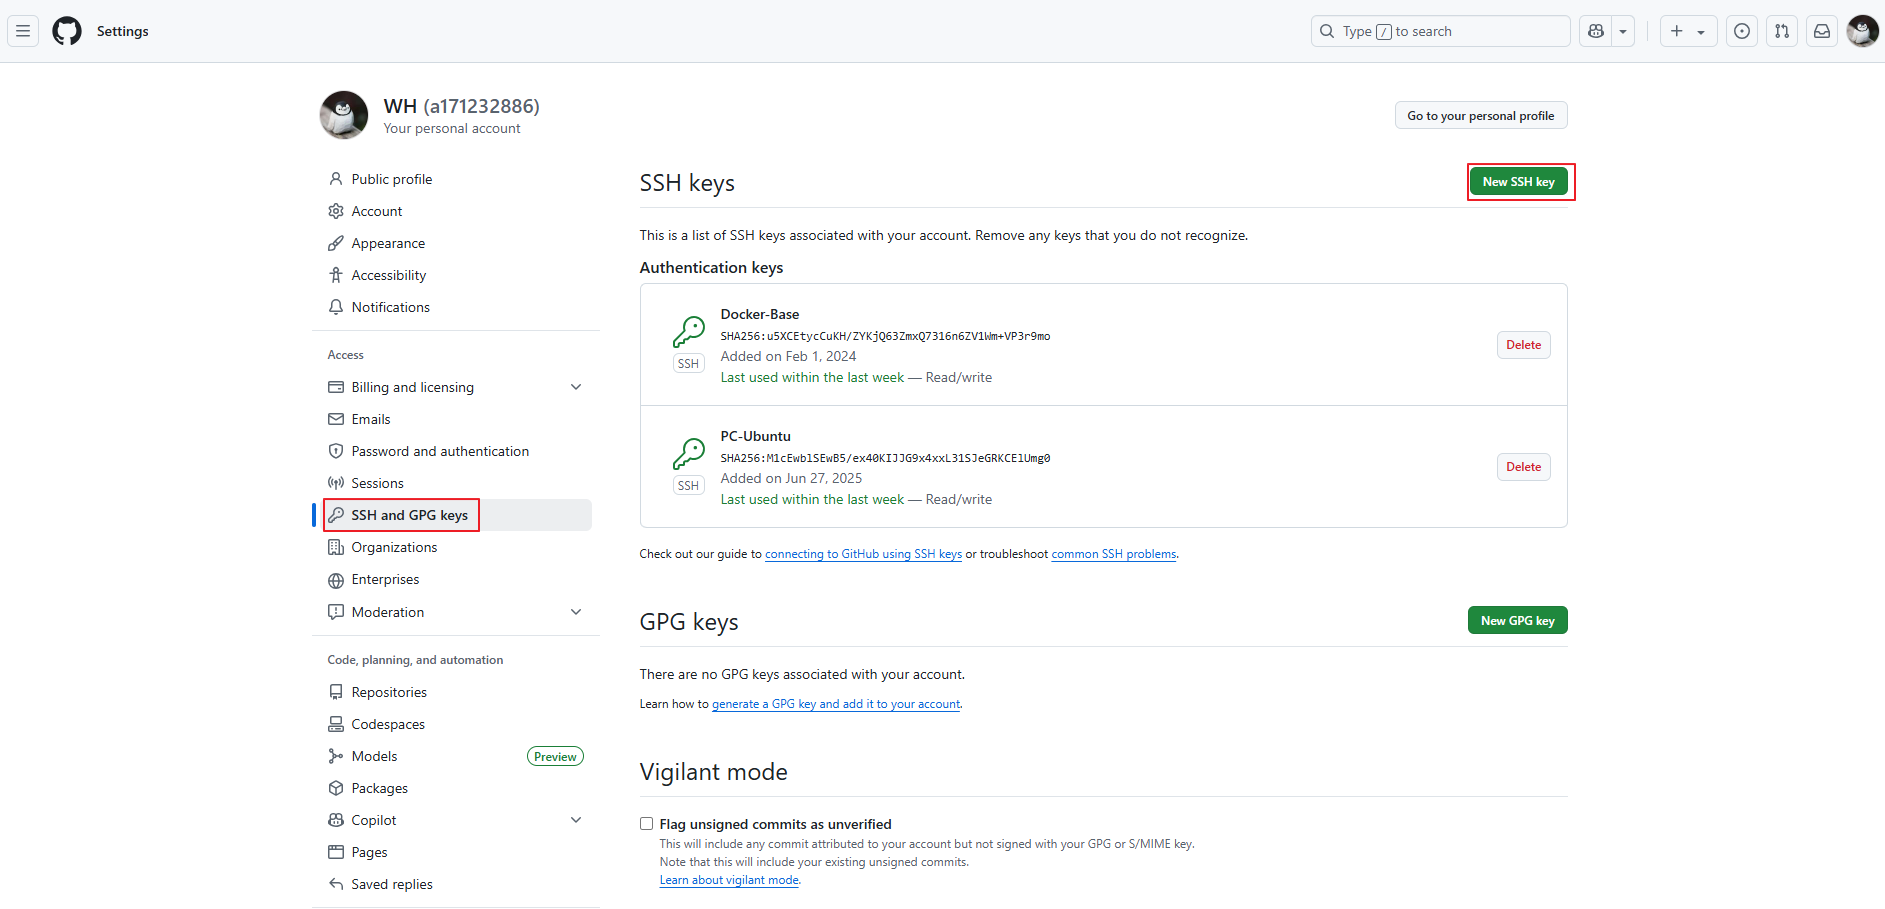 Settings
Type / to search
WH (a171232886)
Your personal account
Go to your personal profile
Public profile
Account
Appearance
Accessibility
Notifications
Access
Billing and licensing
Emails
Password and authentication
Sessions
SSH and GPG keys
Organizations
Enterprises
Moderation
Code, planning, and automation
Repositories
Codespaces
Models
Preview
Packages
Copilot
Pages
Saved replies
SSH keys
New SSH key
This is a list of SSH keys associated with your account. Remove any keys that you do not recognize.
Authentication keys
Docker-Base
SHA256:u5XCEtycCuKH/ZYKjQ63ZmxQ7316n6ZV1Wm+VP3r9mo
Added on Feb 1, 2024
Last used within the last week — Read/write
SSH
Delete
PC-Ubuntu
SHA256:M1cEwblSEwB5/ex40KIJJG9x4xxL31SJeGRKCElUmg0
Added on Jun 27, 2025
Last used within the last week — Read/write
SSH
Delete
Check out our guide to connecting to GitHub using SSH keys or troubleshoot common SSH problems.
GPG keys
New GPG key
There are no GPG keys associated with your account.
Learn how to generate a GPG key and add it to your account.
Vigilant mode
Flag unsigned commits as unverified
This will include any commit attributed to your account but not signed with your GPG or S/MIME key.
Note that this will include your existing unsigned commits.
Learn about vigilant mode.